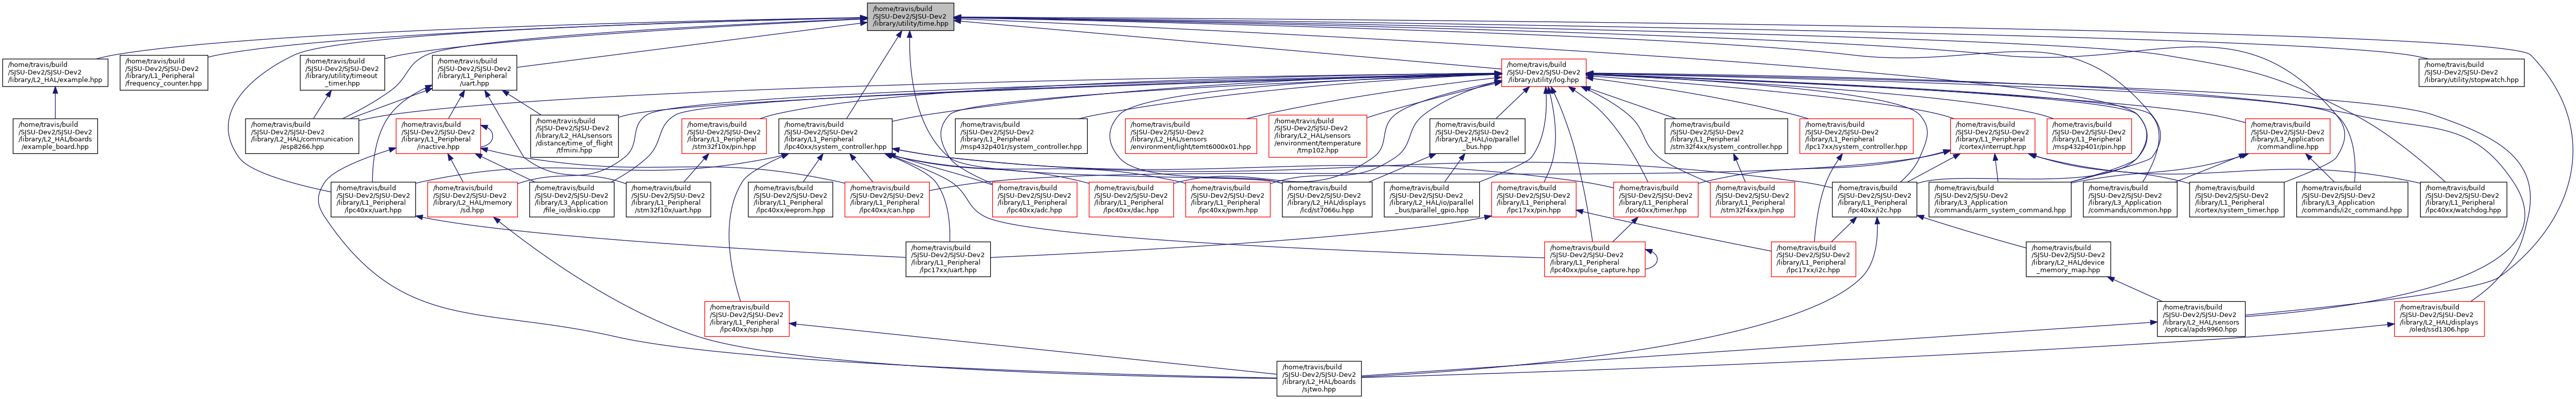 /home/travis/build
/SJSU-Dev2/SJSU-Dev2
/library/utility/time.hpp
/home/travis/build
/SJSU-Dev2/SJSU-Dev2
/library/L2_HAL/example.hpp
/home/travis/build
/SJSU-Dev2/SJSU-Dev2
/library/L1_Peripheral
/frequency_counter.hpp
/home/travis/build
/SJSU-Dev2/SJSU-Dev2
/library/utility/timeout
_timer.hpp
/home/travis/build
/SJSU-Dev2/SJSU-Dev2
/library/L1_Peripheral
/uart.hpp
/home/travis/build
/SJSU-Dev2/SJSU-Dev2
/library/utility/log.hpp
/home/travis/build
/SJSU-Dev2/SJSU-Dev2
/library/utility/stopwatch.hpp
/home/travis/build
/SJSU-Dev2/SJSU-Dev2
/library/L2_HAL/boards
/example_board.hpp
/home/travis/build
/SJSU-Dev2/SJSU-Dev2
/library/L2_HAL/communication
/esp8266.hpp
/home/travis/build
/SJSU-Dev2/SJSU-Dev2
/library/L1_Peripheral
/inactive.hpp
/home/travis/build
/SJSU-Dev2/SJSU-Dev2
/library/L2_HAL/sensors
/distance/time_of_flight
/tfmini.hpp
/home/travis/build
/SJSU-Dev2/SJSU-Dev2
/library/L1_Peripheral
/stm32f10x/pin.hpp
/home/travis/build
/SJSU-Dev2/SJSU-Dev2
/library/L1_Peripheral
/lpc40xx/system_controller.hpp
/home/travis/build
/SJSU-Dev2/SJSU-Dev2
/library/L1_Peripheral
/msp432p401r/system_controller.hpp
/home/travis/build
/SJSU-Dev2/SJSU-Dev2
/library/L2_HAL/sensors
/environment/light/temt6000x01.hpp
/home/travis/build
/SJSU-Dev2/SJSU-Dev2
/library/L2_HAL/sensors
/environment/temperature
/tmp102.hpp
/home/travis/build
/SJSU-Dev2/SJSU-Dev2
/library/L2_HAL/io/parallel
_bus.hpp
/home/travis/build
/SJSU-Dev2/SJSU-Dev2
/library/L1_Peripheral
/stm32f4xx/system_controller.hpp
/home/travis/build
/SJSU-Dev2/SJSU-Dev2
/library/L1_Peripheral
/lpc17xx/system_controller.hpp
/home/travis/build
/SJSU-Dev2/SJSU-Dev2
/library/L1_Peripheral
/cortex/interrupt.hpp
/home/travis/build
/SJSU-Dev2/SJSU-Dev2
/library/L1_Peripheral
/msp432p401r/pin.hpp
/home/travis/build
/SJSU-Dev2/SJSU-Dev2
/library/L3_Application
/commandline.hpp
/home/travis/build
/SJSU-Dev2/SJSU-Dev2
/library/L1_Peripheral
/lpc40xx/uart.hpp
/home/travis/build
/SJSU-Dev2/SJSU-Dev2
/library/L2_HAL/memory
/sd.hpp
/home/travis/build
/SJSU-Dev2/SJSU-Dev2
/library/L3_Application
/file_io/diskio.cpp
/home/travis/build
/SJSU-Dev2/SJSU-Dev2
/library/L1_Peripheral
/stm32f10x/uart.hpp
/home/travis/build
/SJSU-Dev2/SJSU-Dev2
/library/L1_Peripheral
/lpc40xx/eeprom.hpp
/home/travis/build
/SJSU-Dev2/SJSU-Dev2
/library/L1_Peripheral
/lpc40xx/can.hpp
/home/travis/build
/SJSU-Dev2/SJSU-Dev2
/library/L1_Peripheral
/lpc40xx/adc.hpp
/home/travis/build
/SJSU-Dev2/SJSU-Dev2
/library/L1_Peripheral
/lpc40xx/dac.hpp
/home/travis/build
/SJSU-Dev2/SJSU-Dev2
/library/L1_Peripheral
/lpc40xx/pwm.hpp
/home/travis/build
/SJSU-Dev2/SJSU-Dev2
/library/L2_HAL/displays
/lcd/st7066u.hpp
/home/travis/build
/SJSU-Dev2/SJSU-Dev2
/library/L2_HAL/io/parallel
_bus/parallel_gpio.hpp
/home/travis/build
/SJSU-Dev2/SJSU-Dev2
/library/L1_Peripheral
/lpc17xx/pin.hpp
/home/travis/build
/SJSU-Dev2/SJSU-Dev2
/library/L1_Peripheral
/lpc40xx/timer.hpp
/home/travis/build
/SJSU-Dev2/SJSU-Dev2
/library/L1_Peripheral
/stm32f4xx/pin.hpp
/home/travis/build
/SJSU-Dev2/SJSU-Dev2
/library/L1_Peripheral
/lpc40xx/i2c.hpp
/home/travis/build
/SJSU-Dev2/SJSU-Dev2
/library/L3_Application
/commands/arm_system_command.hpp
/home/travis/build
/SJSU-Dev2/SJSU-Dev2
/library/L3_Application
/commands/common.hpp
/home/travis/build
/SJSU-Dev2/SJSU-Dev2
/library/L1_Peripheral
/cortex/system_timer.hpp
/home/travis/build
/SJSU-Dev2/SJSU-Dev2
/library/L3_Application
/commands/i2c_command.hpp
/home/travis/build
/SJSU-Dev2/SJSU-Dev2
/library/L1_Peripheral
/lpc40xx/watchdog.hpp
/home/travis/build
/SJSU-Dev2/SJSU-Dev2
/library/L1_Peripheral
/lpc17xx/uart.hpp
/home/travis/build
/SJSU-Dev2/SJSU-Dev2
/library/L1_Peripheral
/lpc40xx/pulse_capture.hpp
/home/travis/build
/SJSU-Dev2/SJSU-Dev2
/library/L1_Peripheral
/lpc17xx/i2c.hpp
/home/travis/build
/SJSU-Dev2/SJSU-Dev2
/library/L2_HAL/device
_memory_map.hpp
/home/travis/build
/SJSU-Dev2/SJSU-Dev2
/library/L1_Peripheral
/lpc40xx/spi.hpp
/home/travis/build
/SJSU-Dev2/SJSU-Dev2
/library/L2_HAL/sensors
/optical/apds9960.hpp
/home/travis/build
/SJSU-Dev2/SJSU-Dev2
/library/L2_HAL/displays
/oled/ssd1306.hpp
/home/travis/build
/SJSU-Dev2/SJSU-Dev2
/library/L2_HAL/boards
/sjtwo.hpp